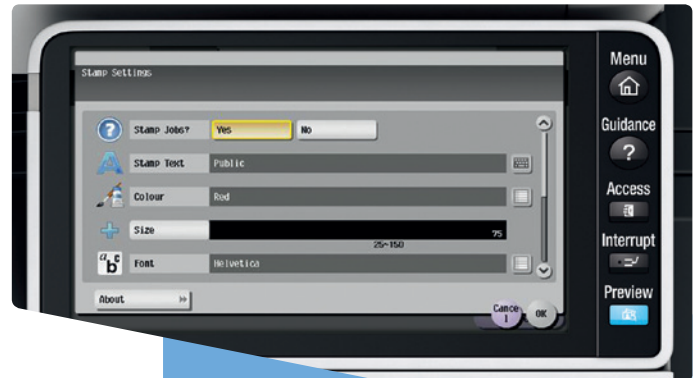 Stamp Settings
Stamp Jobs?
Yes
No
Stamp Text
Public
Colour
Red
Size
75
25~150
abc
Font
Helvetica
About
Cancel
OK
Menu
Guidance
?
Access
Interrupt
Preview